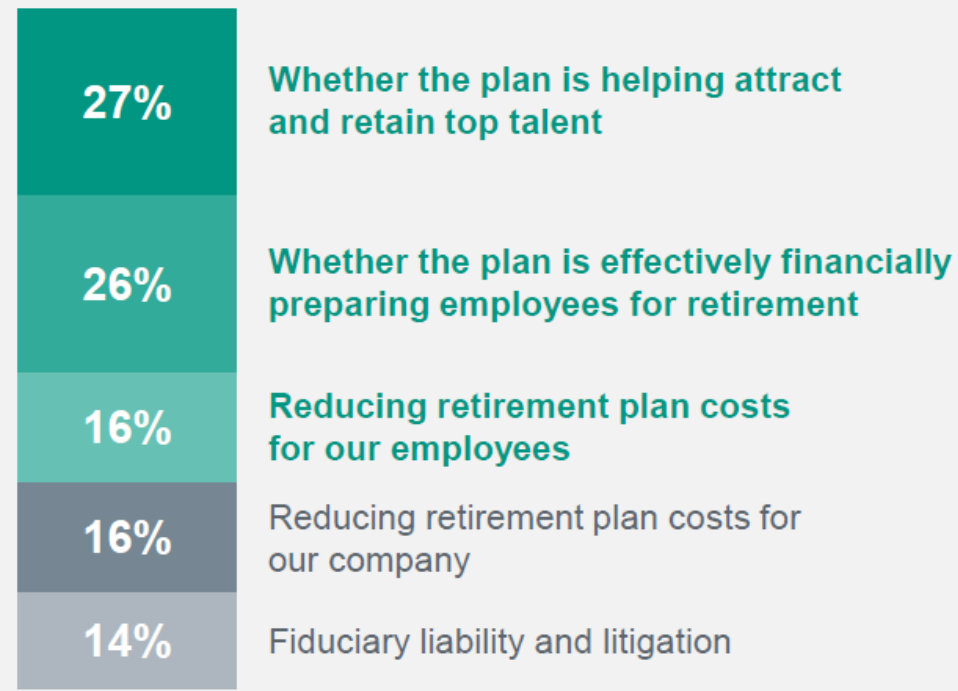 27%
Whether the plan is helping attract
and retain top talent
26%
Whether the plan is effectively financially
preparing employees for retirement
16%
Reducing retirement plan costs
for our employees
16%
Reducing retirement plan costs for
our company
14%
Fiduciary liability and litigation